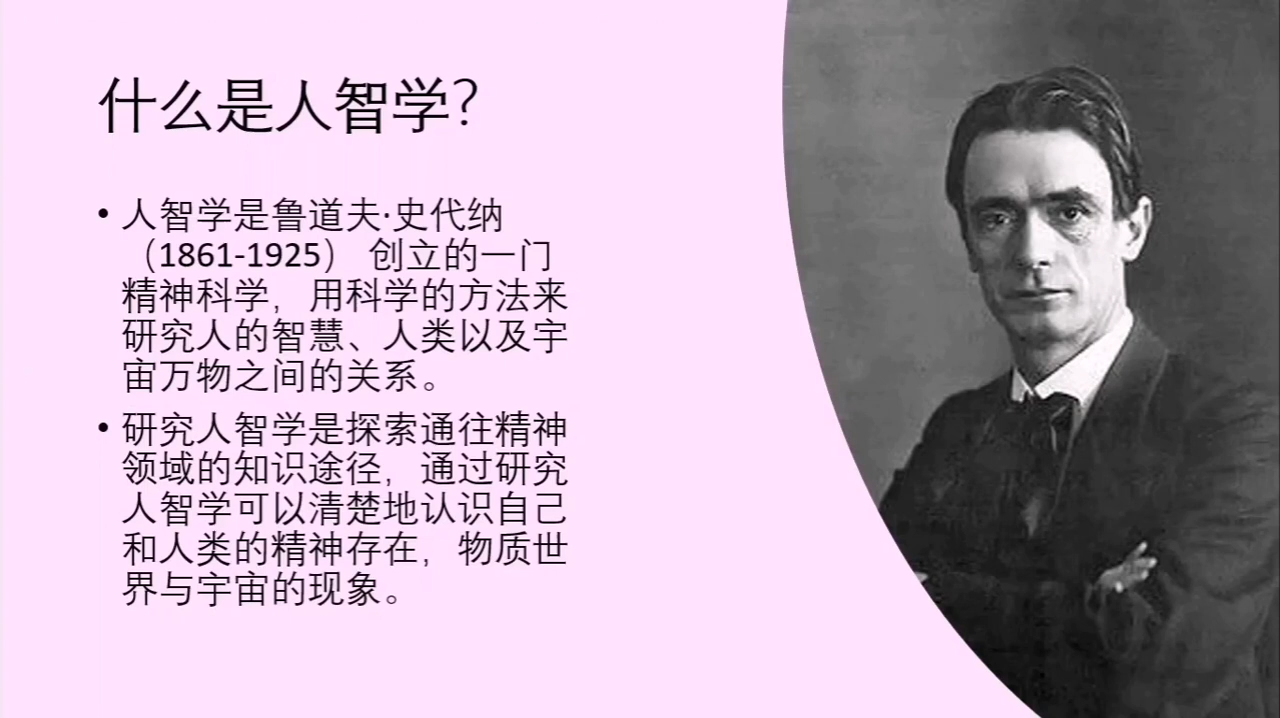 什么是人智学？
• 人智学是鲁道夫·史代纳
（1861-1925） 创立的一门
精神科学，用科学的方法来
研究人的智慧、人类以及宇
宙万物之间的关系。
• 研究人智学是探索通往精神
领域的知识途径，通过研究
人智学可以清楚地认识自己
和人类的精神存在，物质世
界与宇宙的现象。